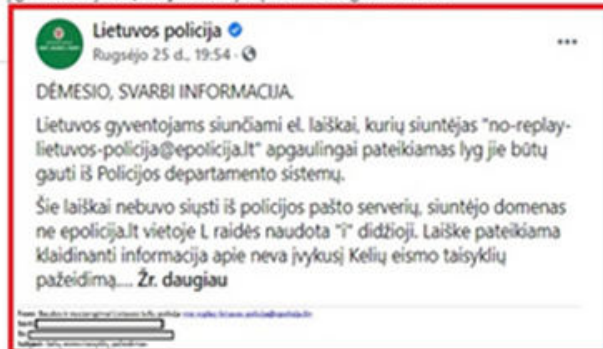 Lietuvos policija
Rugsėjo 25 d., 19:54 ·
DĖMESIO, SVARBI INFORMACIJA.
Lietuvos gyventojams siunčiami el. laiškai, kurių siuntėjas "no-replay-
lietuvos-policija@epolicija.lt" apgaulingai pateikiamas lyg jie būtų
gauti iš Policijos departamento sistemų.
Šie laiškai nebuvo siųsti iš policijos pašto serverių, siuntėjo domenas
ne epolicija.lt vietoje L raidės naudota "i" didžioji. Laiške pateikiama
klaidinanti informacija apie neva įvykusį Kelių eismo taisyklių
pažeidimą.... Žr. daugiau